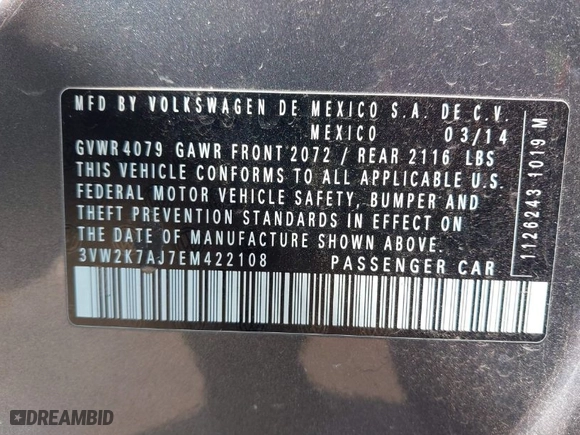 MFD BY VOLKSWAGEN DE MEXICO S.A. DE C.V.
MEXICO 03/14
GVWR 4079 GAWR FRONT 2072 / REAR 2116 LBS
THIS VEHICLE CONFORMS TO ALL APPLICABLE U.S.
FEDERAL MOTOR VEHICLE SAFETY, BUMPER AND
THEFT PREVENTION STANDARDS IN EFFECT ON
THE DATE OF MANUFACTURE SHOWN ABOVE.
3VW2K7AJ7EM422108 PASSENGER CAR
1126243 1019 M
DREAMBID